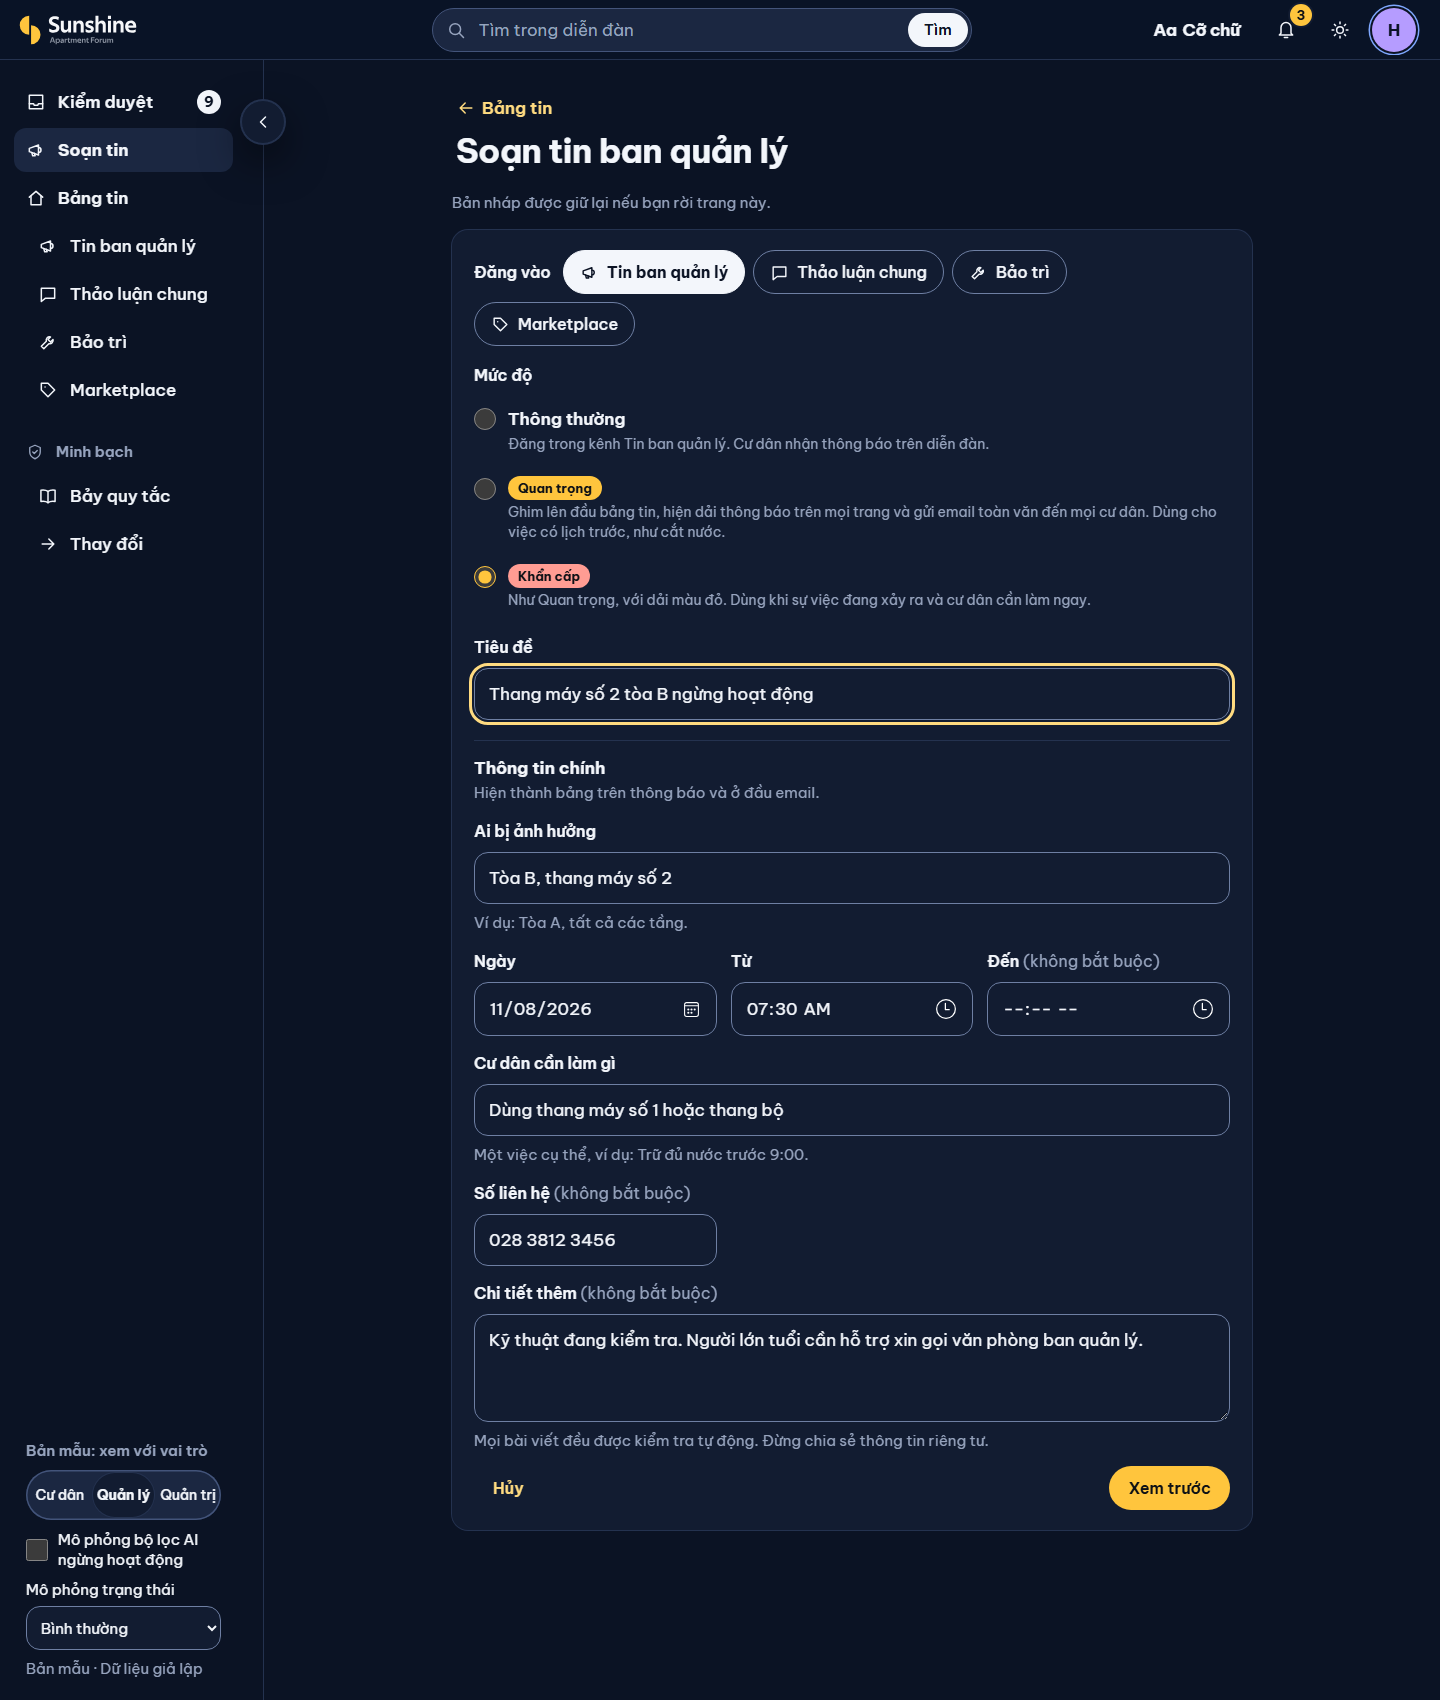 Sunshine
Apartment Forum
Tìm trong diễn đàn
Tìm
Aa Cỡ chữ
3
H
Kiểm duyệt
9
Soạn tin
Bảng tin
Tin ban quản lý
Thảo luận chung
Bảo trì
Marketplace
Minh bạch
Bảy quy tắc
Thay đổi
Bản mẫu: xem với vai trò
Cư dân Quản lý Quản trị
Mô phỏng bộ lọc AI
ngừng hoạt động
Mô phỏng trạng thái
Bình thường
Bản mẫu · Dữ liệu giả lập
← Bảng tin
Soạn tin ban quản lý
Bản nháp được giữ lại nếu bạn rời trang này.
Đăng vào Tin ban quản lý Thảo luận chung Bảo trì
Marketplace
Mức độ
Thông thường
Đăng trong kênh Tin ban quản lý. Cư dân nhận thông báo trên diễn đàn.
Quan trọng
Ghim lên đầu bảng tin, hiện dải thông báo trên mọi trang và gửi email toàn văn đến mọi cư dân. Dùng cho
việc có lịch trước, như cắt nước.
Khẩn cấp
Như Quan trọng, với dải màu đỏ. Dùng khi sự việc đang xảy ra và cư dân cần làm ngay.
Tiêu đề
Thang máy số 2 tòa B ngừng hoạt động
Thông tin chính
Hiện thành bảng trên thông báo và ở đầu email.
Ai bị ảnh hưởng
Tòa B, thang máy số 2
Ví dụ: Tòa A, tất cả các tầng.
Ngày Từ Đến (không bắt buộc)
11/08/2026 07:30 AM --:-- --
Cư dân cần làm gì
Dùng thang máy số 1 hoặc thang bộ
Một việc cụ thể, ví dụ: Trữ đủ nước trước 9:00.
Số liên hệ (không bắt buộc)
028 3812 3456
Chi tiết thêm (không bắt buộc)
Kỹ thuật đang kiểm tra. Người lớn tuổi cần hỗ trợ xin gọi văn phòng ban quản lý.
Mọi bài viết đều được kiểm tra tự động. Đừng chia sẻ thông tin riêng tư.
Hủy Xem trước